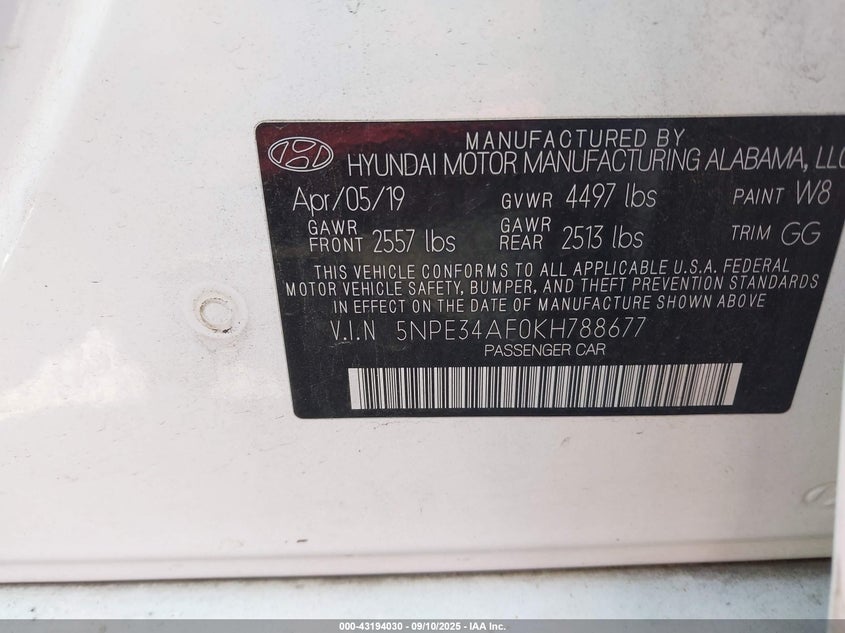 MANUFACTURED BY
HYUNDAI MOTOR MANUFACTURING ALABAMA, LLC
Apr/05/19 GVWR 4497 lbs PAINT W8
GAWR FRONT 2557 lbs GAWR REAR 2513 lbs TRIM GG
THIS VEHICLE CONFORMS TO ALL APPLICABLE U.S.A. FEDERAL
MOTOR VEHICLE SAFETY, BUMPER, AND THEFT PREVENTION STANDARDS
IN EFFECT ON THE DATE OF MANUFACTURE SHOWN ABOVE
V.I.N 5NPE34AF0KH788677
PASSENGER CAR
000-43194030 - 09/10/2025 - IAA Inc.